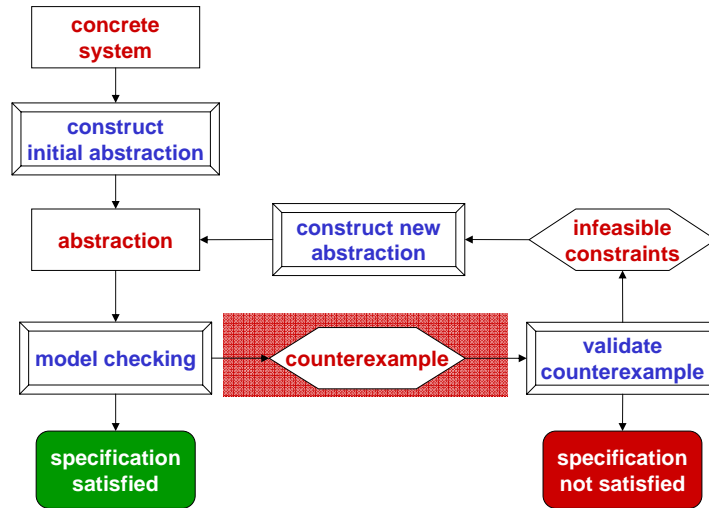 concrete
system
construct
initial abstraction
abstraction
construct new
abstraction
infeasible
constraints
model checking
counterexample
validate
counterexample
specification
satisfied
specification
not satisfied